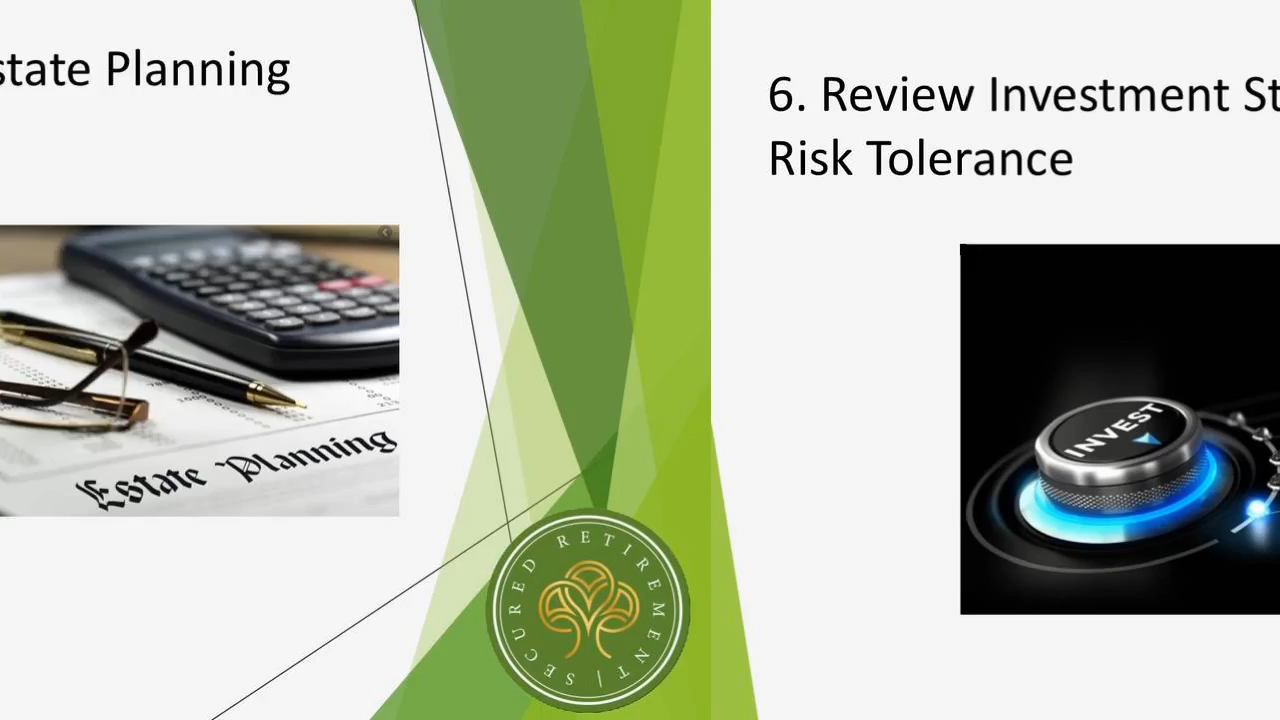 state Planning
Estate Planning
SECURED RETIREMENT |
6. Review Investment St
Risk Tolerance
INVEST